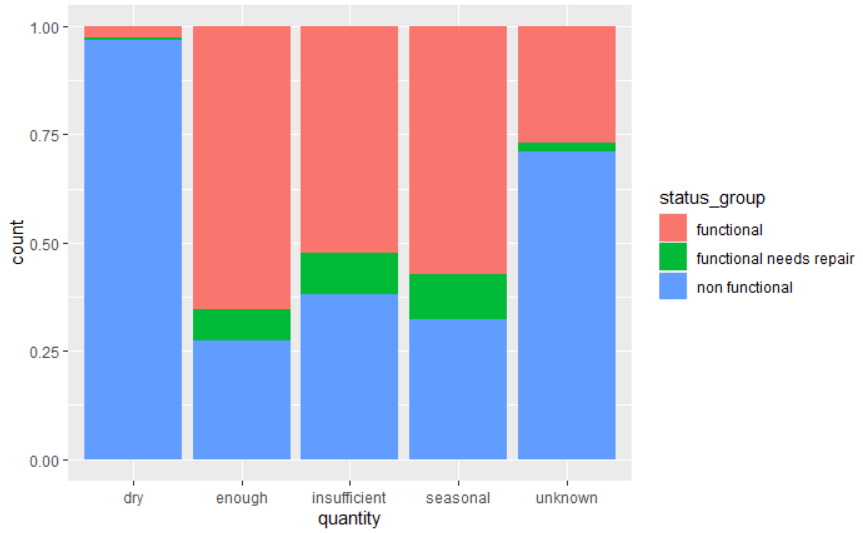 1.00
0.75
0.50
0.25
0.00
count
dry enough insufficient seasonal unknown
quantity
status_group
functional
functional needs repair
non functional